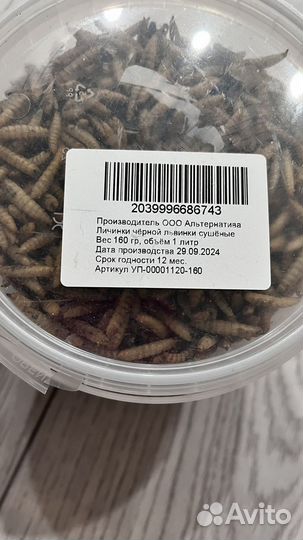 2039996686743
Производитель ООО Альтернатива
Личинки чёрной львинки сушёные
Вес 160 гр, объём 1 литр
Дата производства 29.09.2024
Срок годности 12 мес.
Артикул УП-00001120-160
Avito